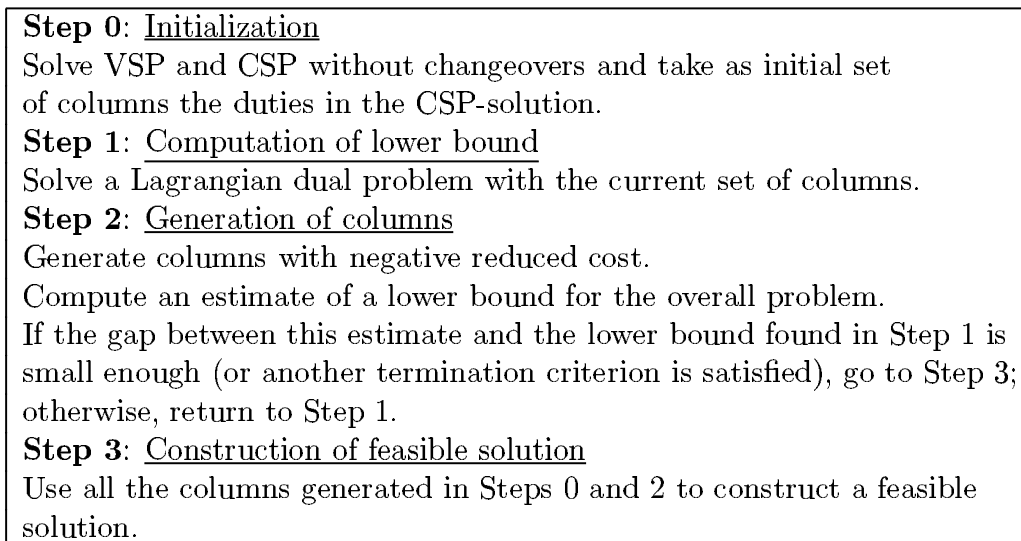 Step 0: Initialization
Solve VSP and CSP without changeovers and take as initial set
of columns the duties in the CSP-solution.
Step 1: Computation of lower bound
Solve a Lagrangian dual problem with the current set of columns.
Step 2: Generation of columns
Generate columns with negative reduced cost.
Compute an estimate of a lower bound for the overall problem.
If the gap between this estimate and the lower bound found in Step 1 is
small enough (or another termination criterion is satisfied), go to Step 3;
otherwise, return to Step 1.
Step 3: Construction of feasible solution
Use all the columns generated in Steps 0 and 2 to construct a feasible
solution.